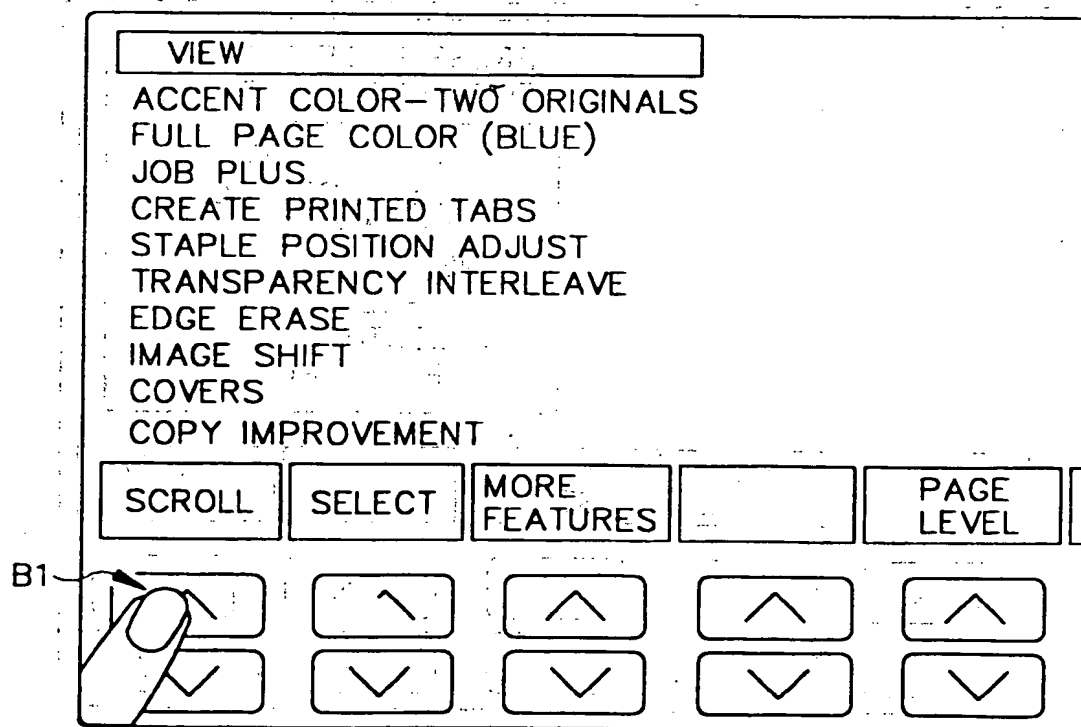 VIEW
ACCENT COLOR-TWO ORIGINALS
FULL PAGE COLOR (BLUE)
JOB PLUS
CREATE PRINTED TABS
STAPLE POSITION ADJUST
TRANSPARENCY INTERLEAVE
EDGE ERASE
IMAGE SHIFT
COVERS
COPY IMPROVEMENT
SCROLL
SELECT
MORE
FEATURES
PAGE
LEVEL
B1